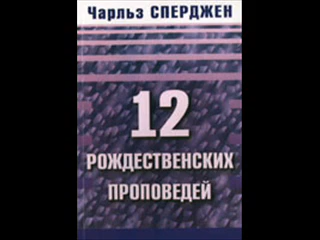 Чарльз СПЕРДЖЕН
12
РОЖДЕСТВЕНСКИХ
ПРОПОВЕДЕЙ